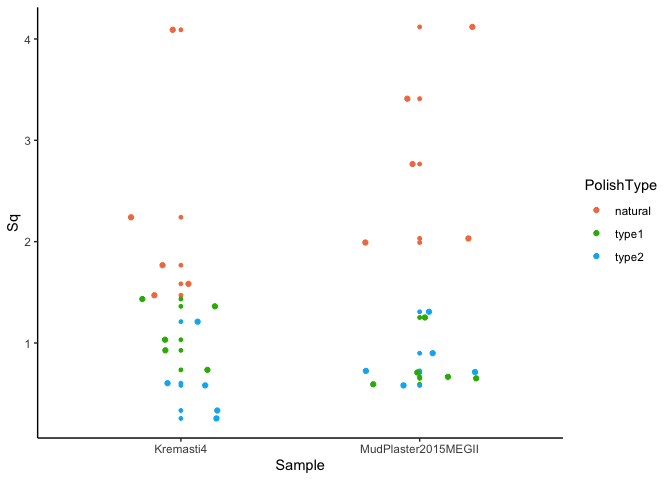 4
3
2
1
Sq
Kremasti4
MudPlaster2015MEGII
Sample
PolishType
natural
type1
type2